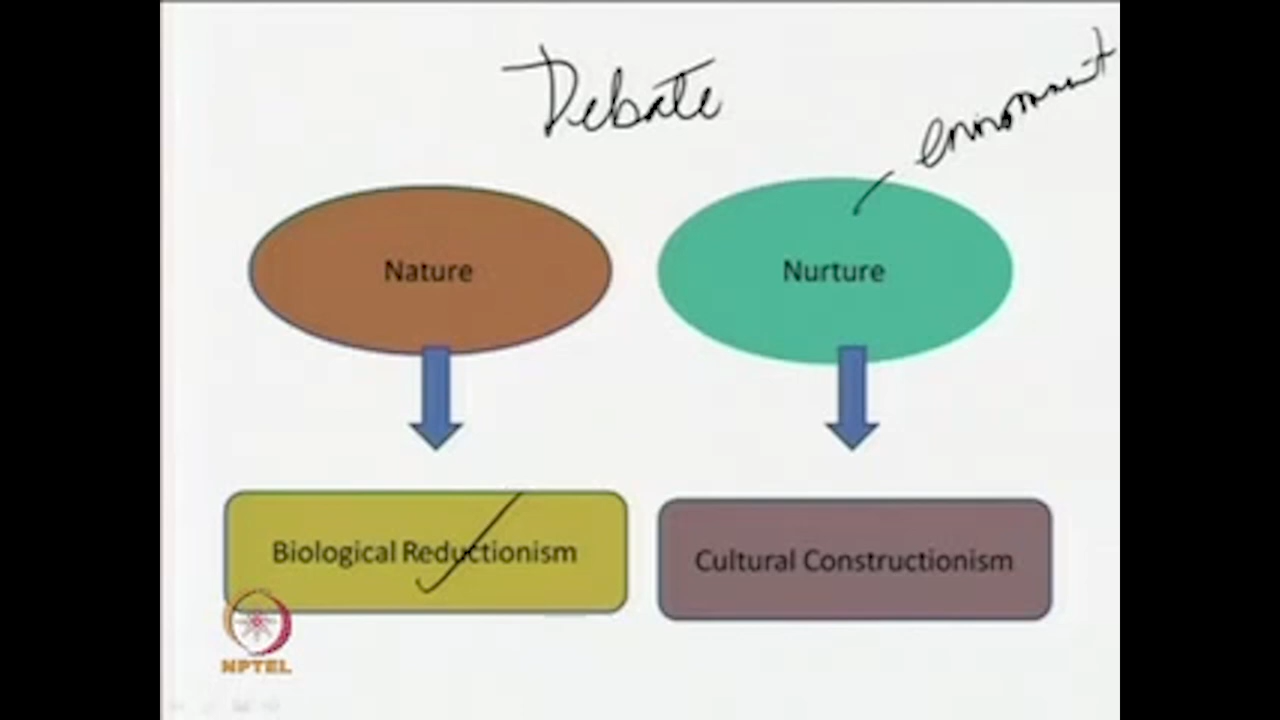 Debate
environment
Nature
Nurture
Biological Reductionism
Cultural Constructionism
NPTEL